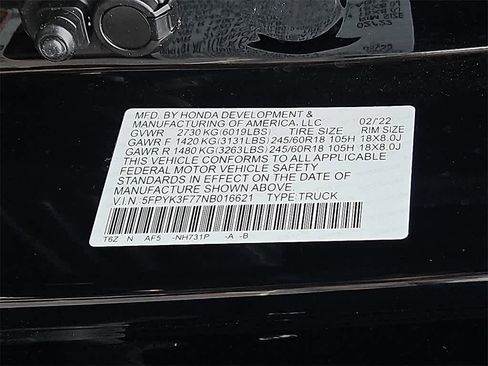 MFD. BY HONDA DEVELOPMENT &
MANUFACTURING OF AMERICA, LLC 02/'22
GVWR 2730 KG (6019LBS) TIRE SIZE RIM SIZE
GAWR F 1420 KG (3131LBS) 245/60R18 105H 18X8.0J
GAWR R 1480 KG (3263LBS) 245/60R18 105H 18X8.0J
THIS VEHICLE CONFORMS TO ALL APPLICABLE
FEDERAL MOTOR VEHICLE SAFETY
STANDARDS IN EFFECT ON THE DATE OF
MANUFACTURE SHOWN ABOVE.
V.I.N. 5FPYK3F77NB016621 TYPE:TRUCK
T6Z N AF5 -NH731P -A -B